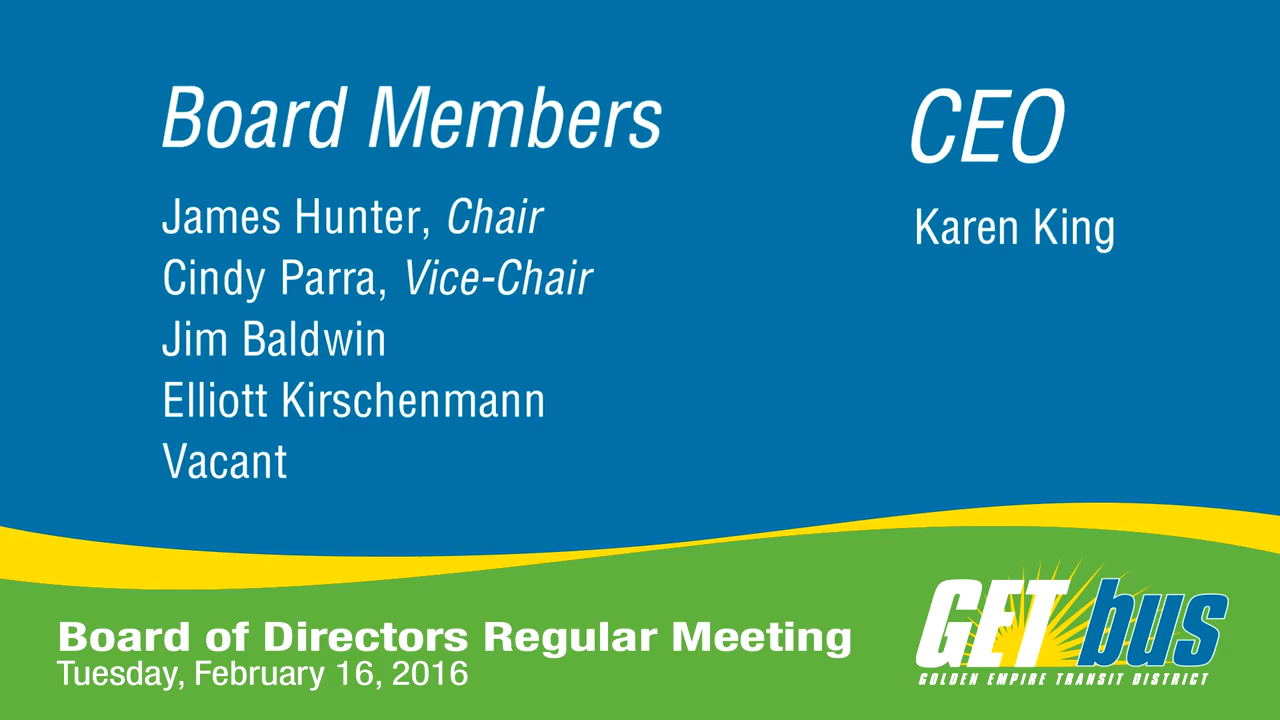 Board Members
James Hunter, Chair
Cindy Parra, Vice-Chair
Jim Baldwin
Elliott Kirschenmann
Vacant
CEO
Karen King
Board of Directors Regular Meeting
Tuesday, February 16, 2016
GET bus
GOLDEN EMPIRE TRANSIT DISTRICT